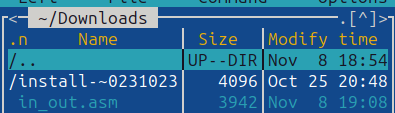 Left File Command Options
<- ~/Downloads .[^]>
.n Name Size Modify time
/.. UP--DIR Nov 8 18:54
/install-~0231023 4096 Oct 25 20:48
in_out.asm 3942 Nov 8 19:08